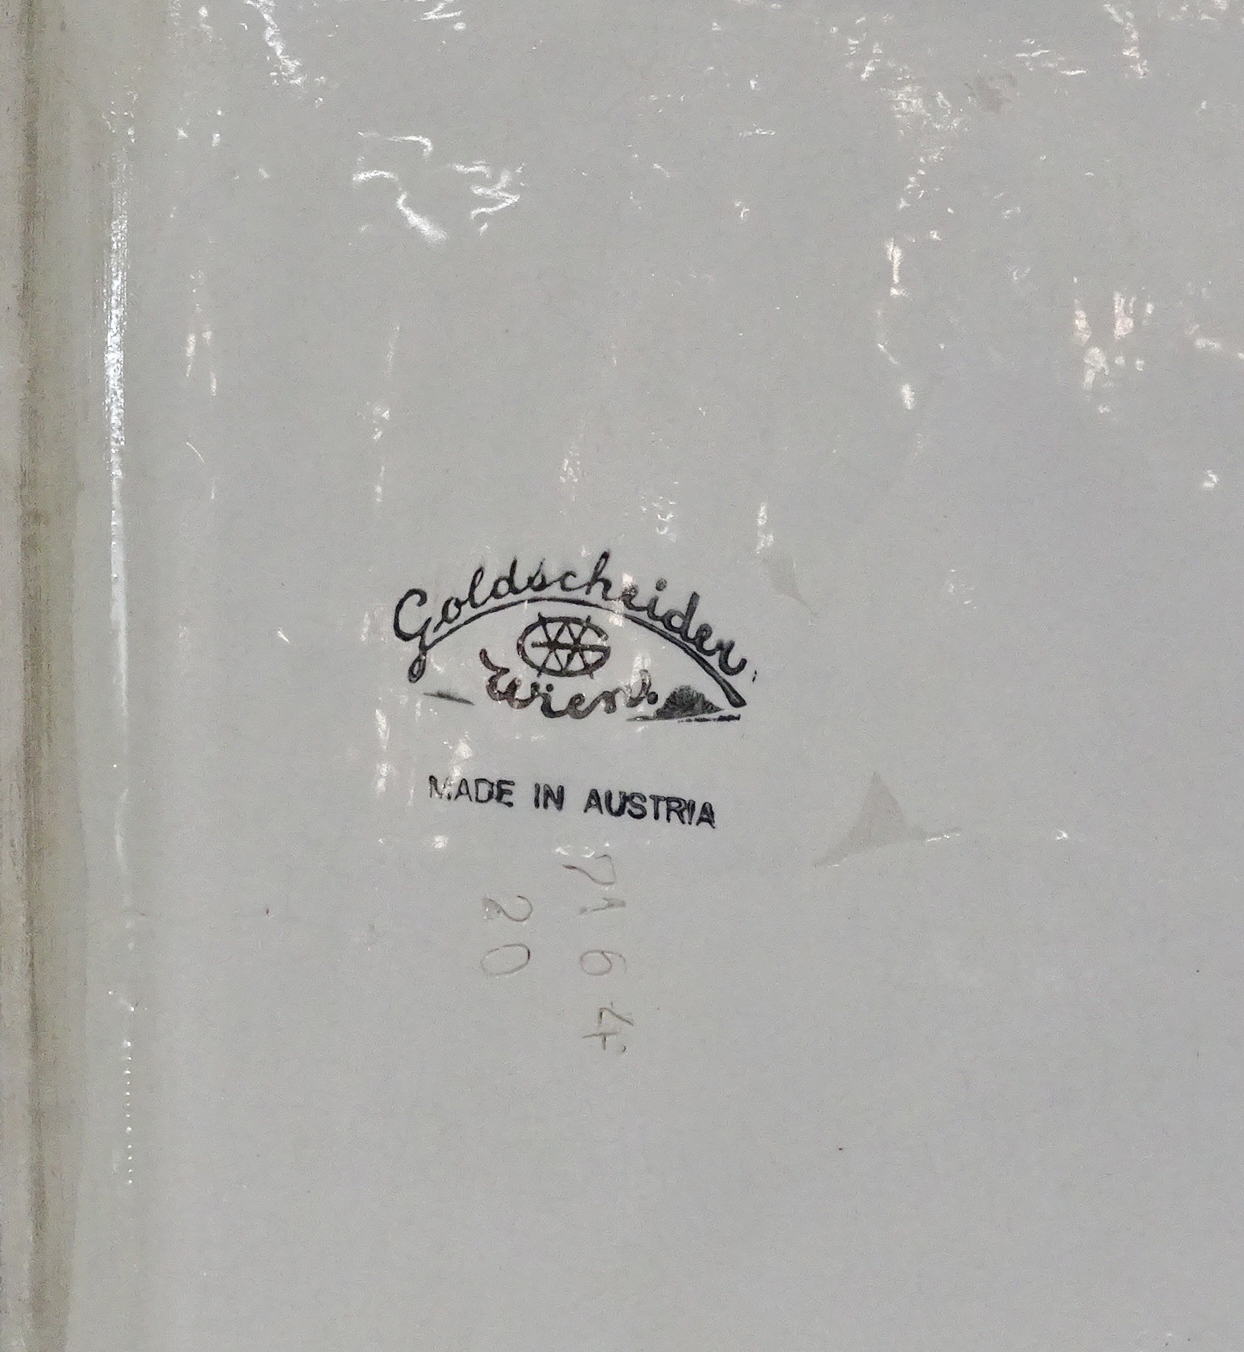 Goldscheider
Wien.
MADE IN AUSTRIA
7164
20